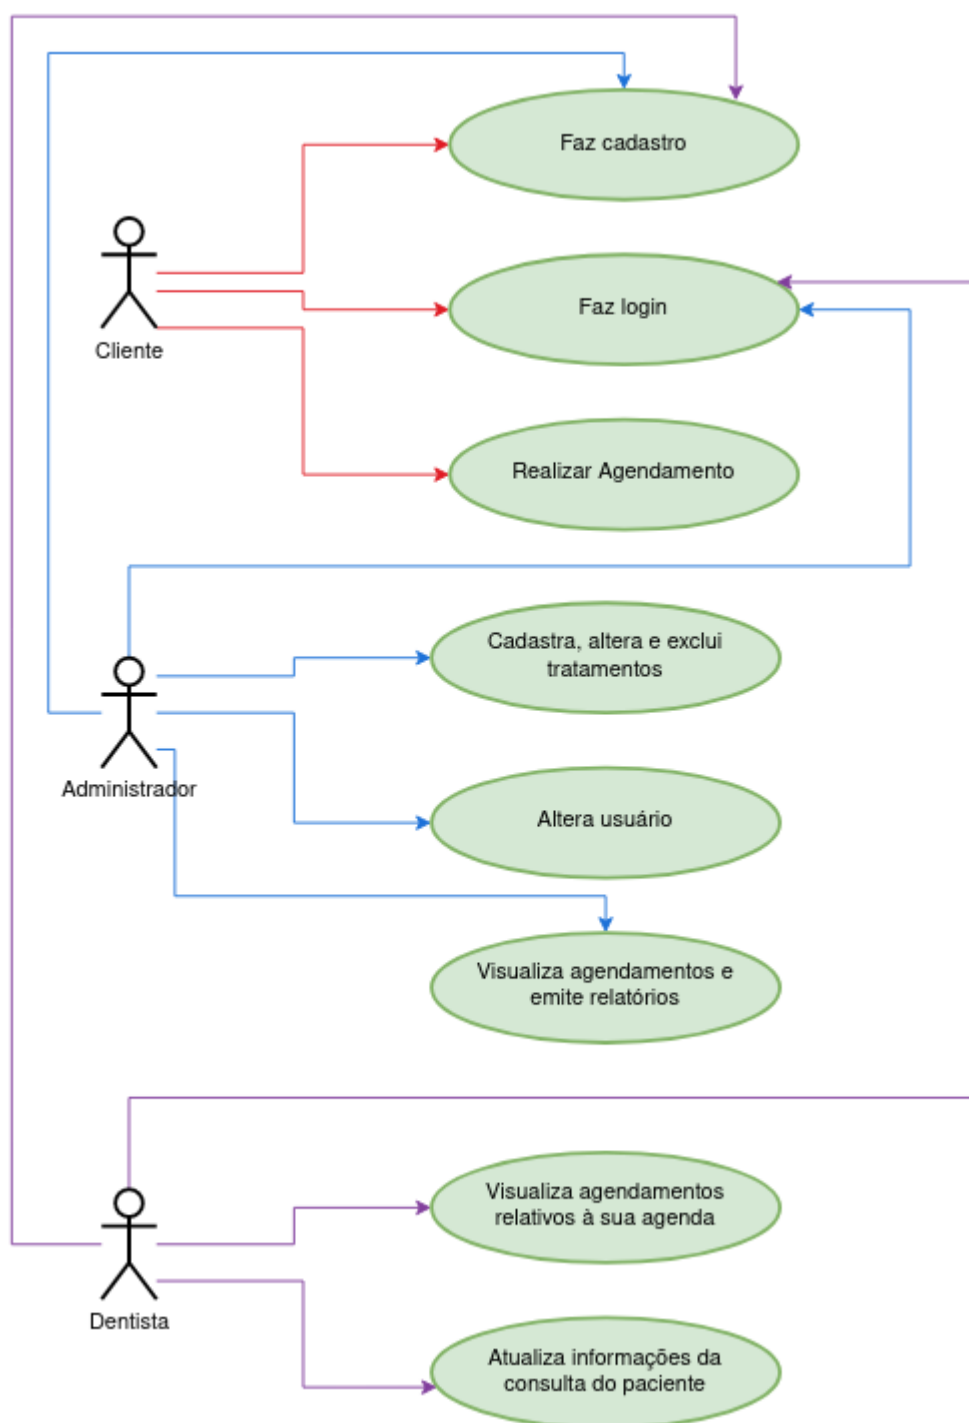 Faz cadastro
Faz login
Cliente
Realizar Agendamento
Cadastra, altera e exclui
tratamentos
Administrador
Altera usuário
Visualiza agendamentos e
emite relatórios
Visualiza agendamentos
relativos à sua agenda
Dentista
Atualiza informações da
consulta do paciente